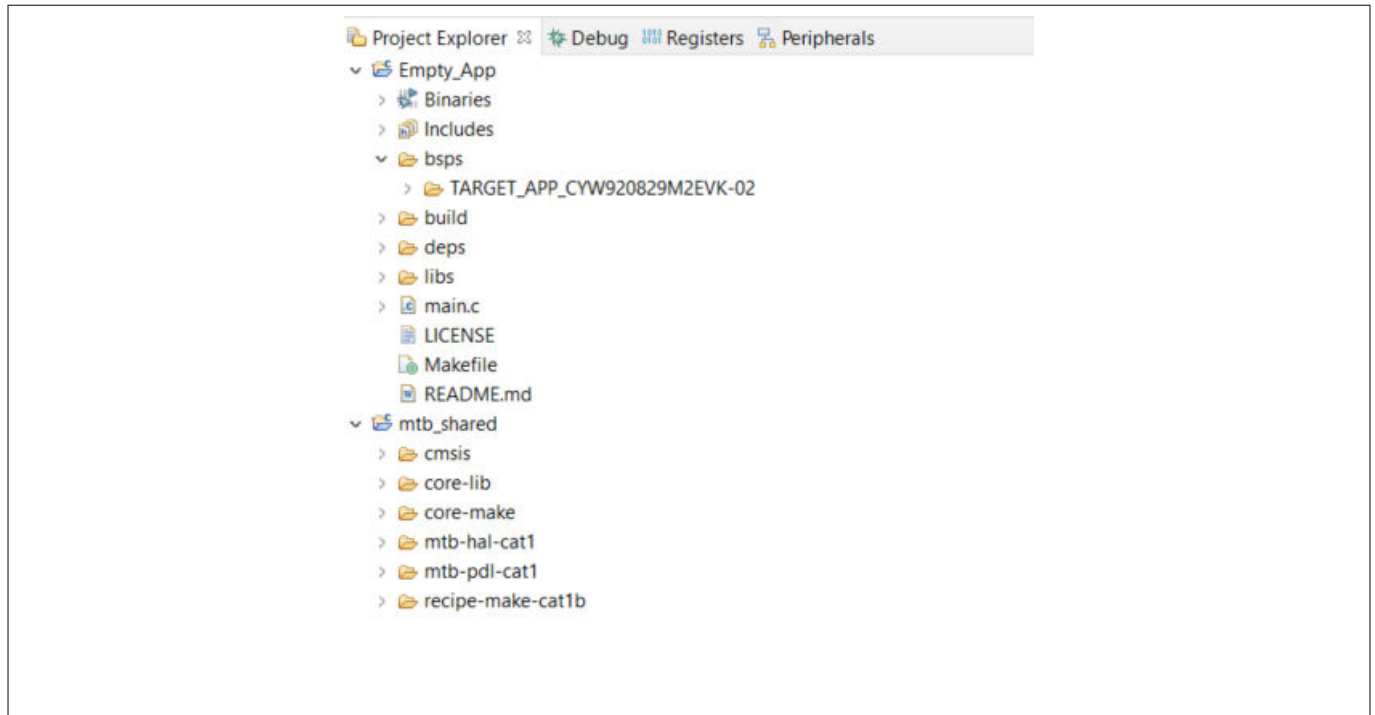 Project Explorer Debug Registers Peripherals
Empty_App
Binaries
Includes
bsps
TARGET_APP_CYW920829M2EVK-02
build
deps
libs
main.c
LICENSE
Makefile
README.md
mtb_shared
cmsis
core-lib
core-make
mtb-hal-cat1
mtb-pdl-cat1
recipe-make-cat1b